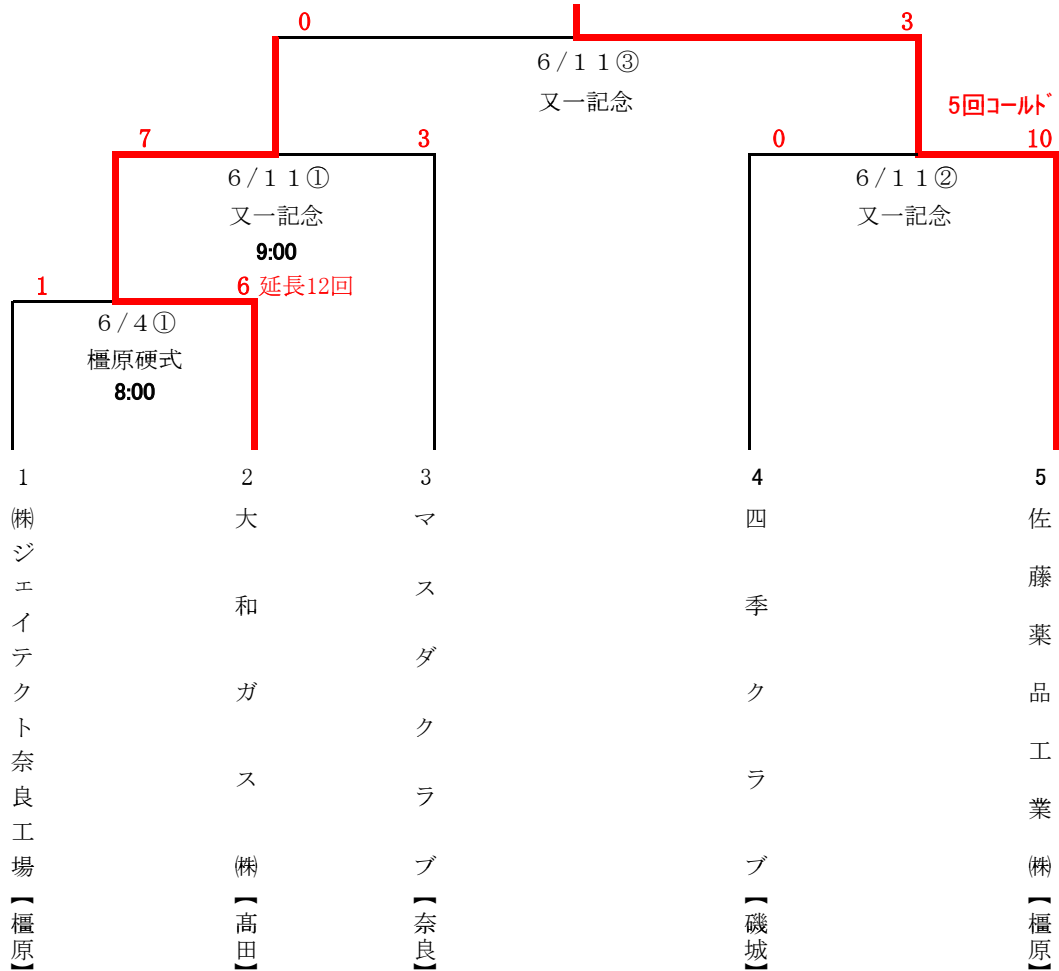 0
3
6/11③
又一記念
5回コールド
7
3
0
10
6/11①
又一記念
9:00
6/11②
又一記念
1
6 延長12回
6/4①
橿原硬式
8:00
1
2
3
4
5
㈱ジェイテクト奈良工場【橿原】
大和ガス㈱【髙田】
マスダクラブ【奈良】
四季クラブ【磯城】
佐藤薬品工業㈱【橿原】